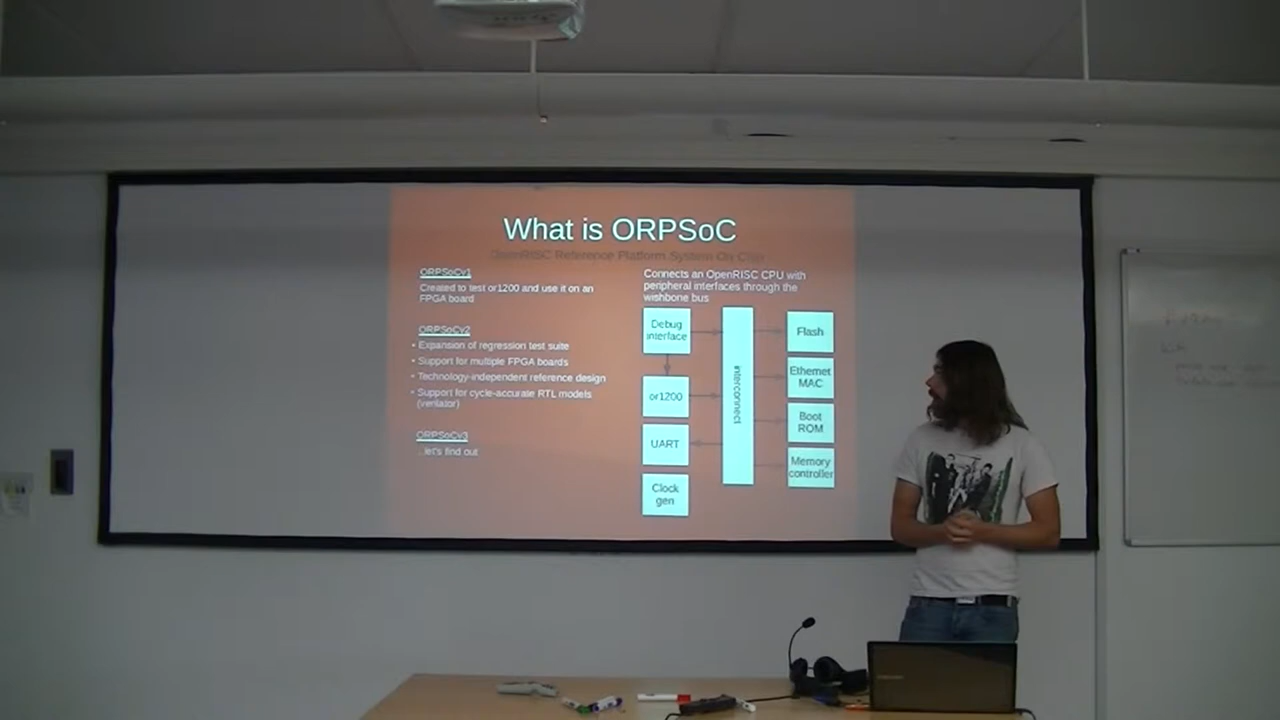 What is ORPSoC
OpenRISC Reference Platform System On Chip
ORPSoCv1
Created to test or1200 and use it on an
FPGA board
ORPSoCv2
• Expansion of regression test suite
• Support for multiple FPGA boards
• Technology-independent reference design
• Support for cycle-accurate RTL models
(verilator)
ORPSoCv3
...let's find out
Connects an OpenRISC CPU with
peripheral interfaces through the
wishbone bus
Debug
interface
or1200
UART
Clock
gen
interconnect
Flash
Ethernet
MAC
Boot
ROM
Memory
controller